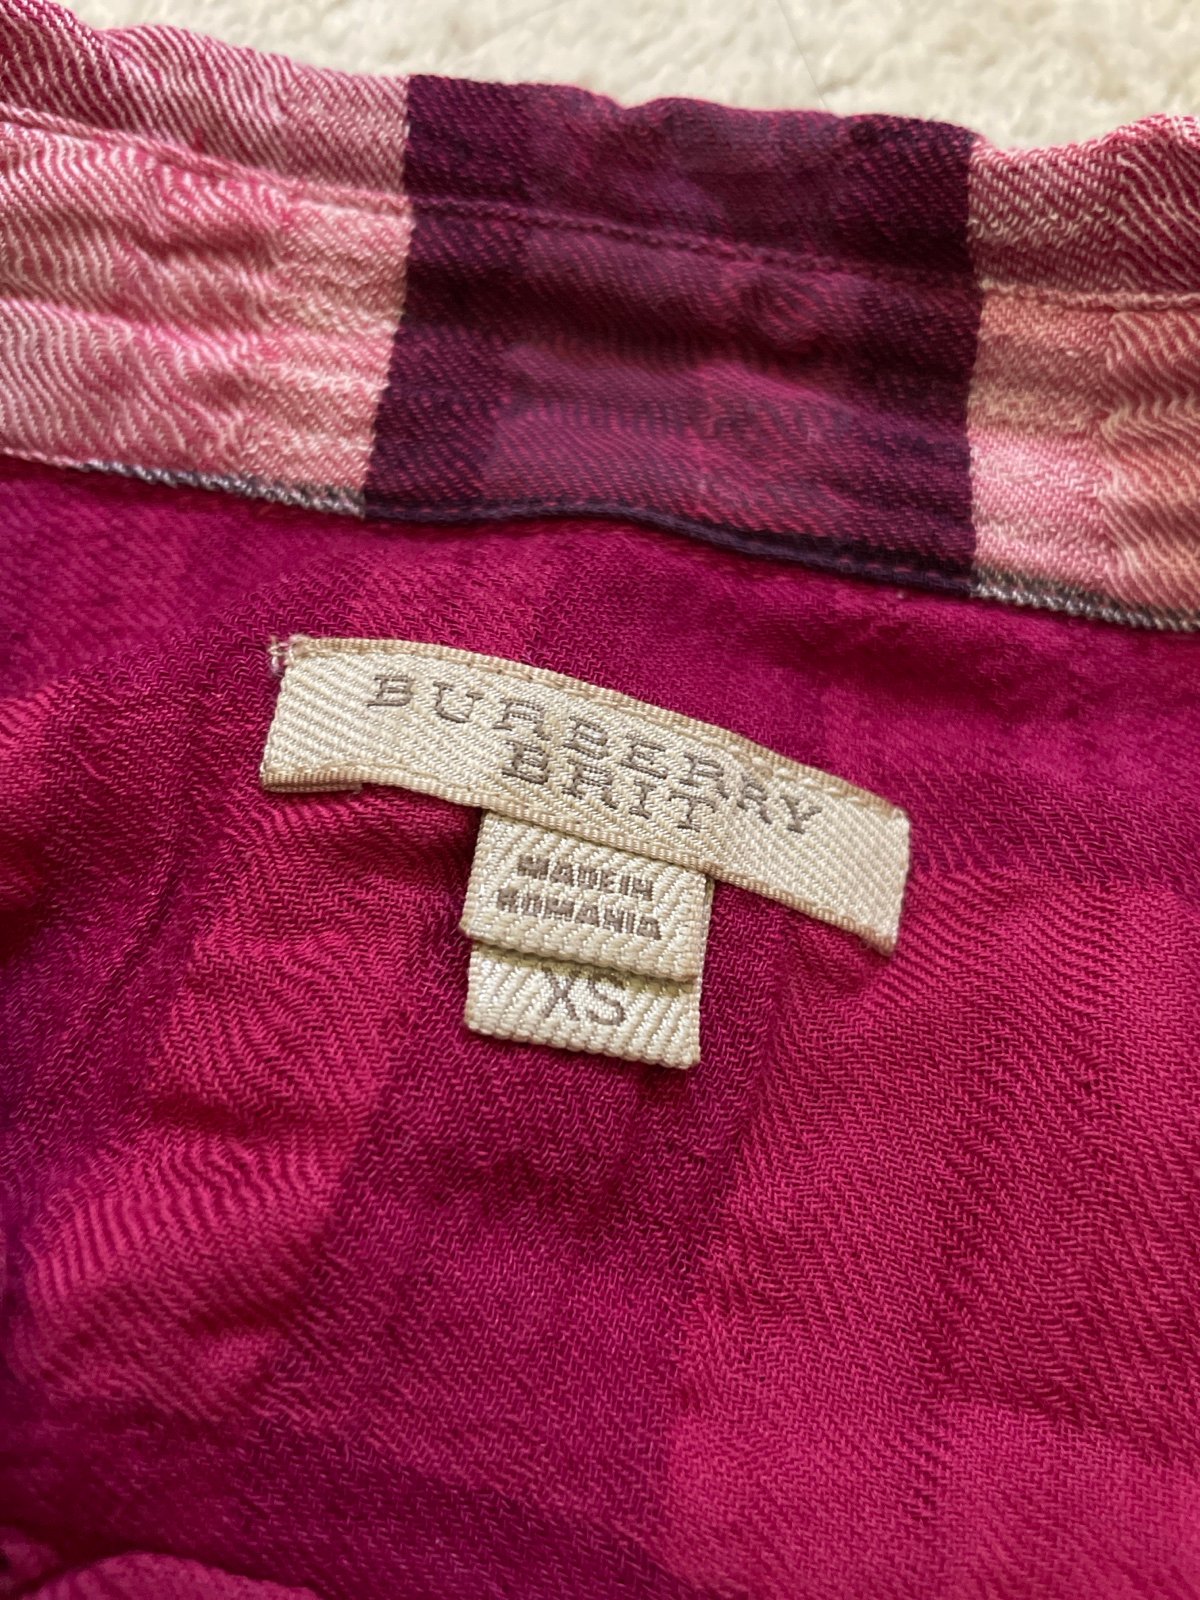 BURBERRY
BRIT
MADE IN
ROMANIA
XS